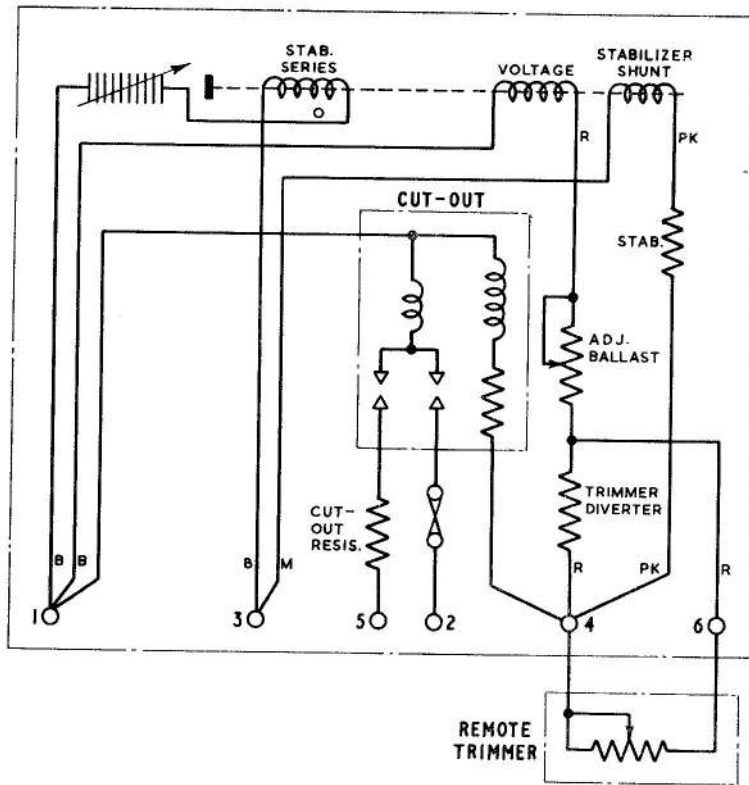 STAB.
SERIES
VOLTAGE
STABILIZER
SHUNT
R
PK
CUT-OUT
STAB.
ADJ.
BALLAST
CUT-
OUT
RESIS.
TRIMMER
DIVERTER
B B
B M
R
PK
R
1
3
5
2
4
6
REMOTE
TRIMMER